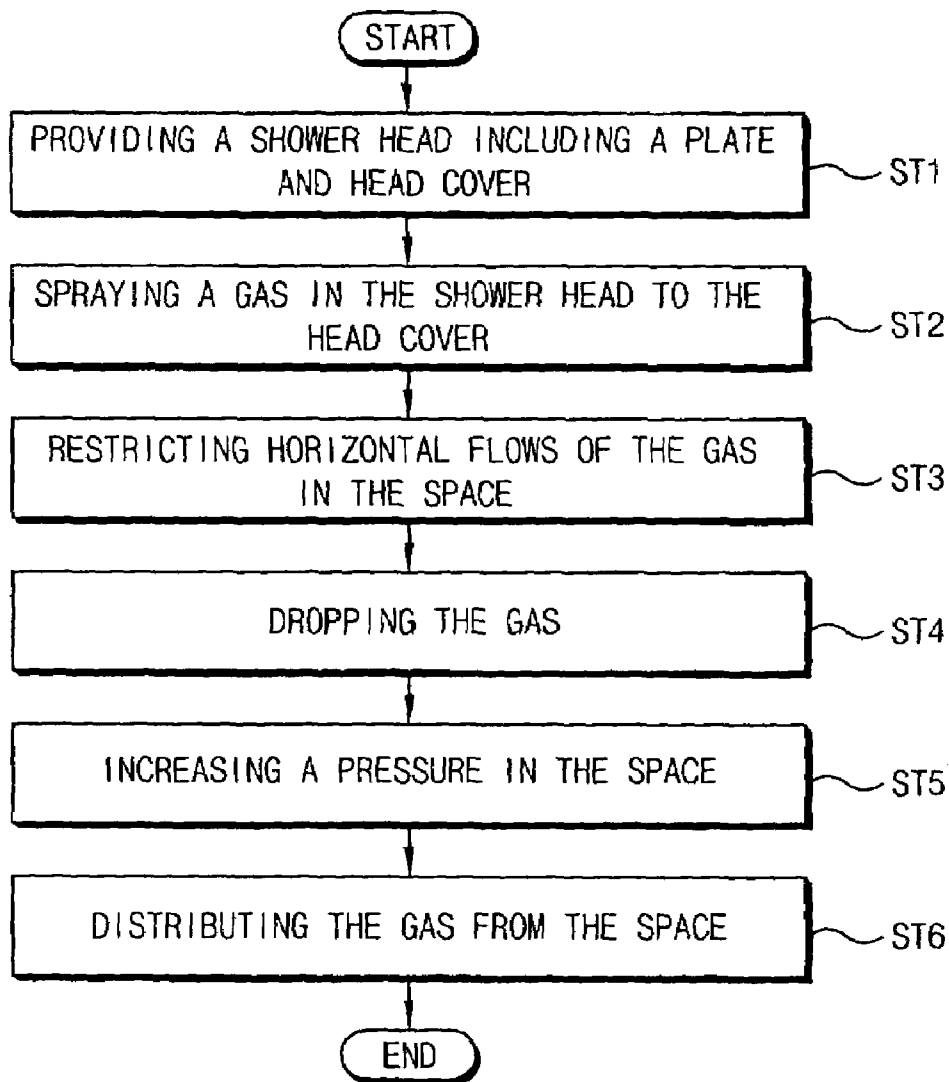 START
PROVIDING A SHOWER HEAD INCLUDING A PLATE
AND HEAD COVER
ST1
SPRAYING A GAS IN THE SHOWER HEAD TO THE
HEAD COVER
ST2
RESTRICTING HORIZONTAL FLOWS OF THE GAS
IN THE SPACE
ST3
DROPPING THE GAS
ST4
INCREASING A PRESSURE IN THE SPACE
ST5
DISTRIBUTING THE GAS FROM THE SPACE
ST6
END